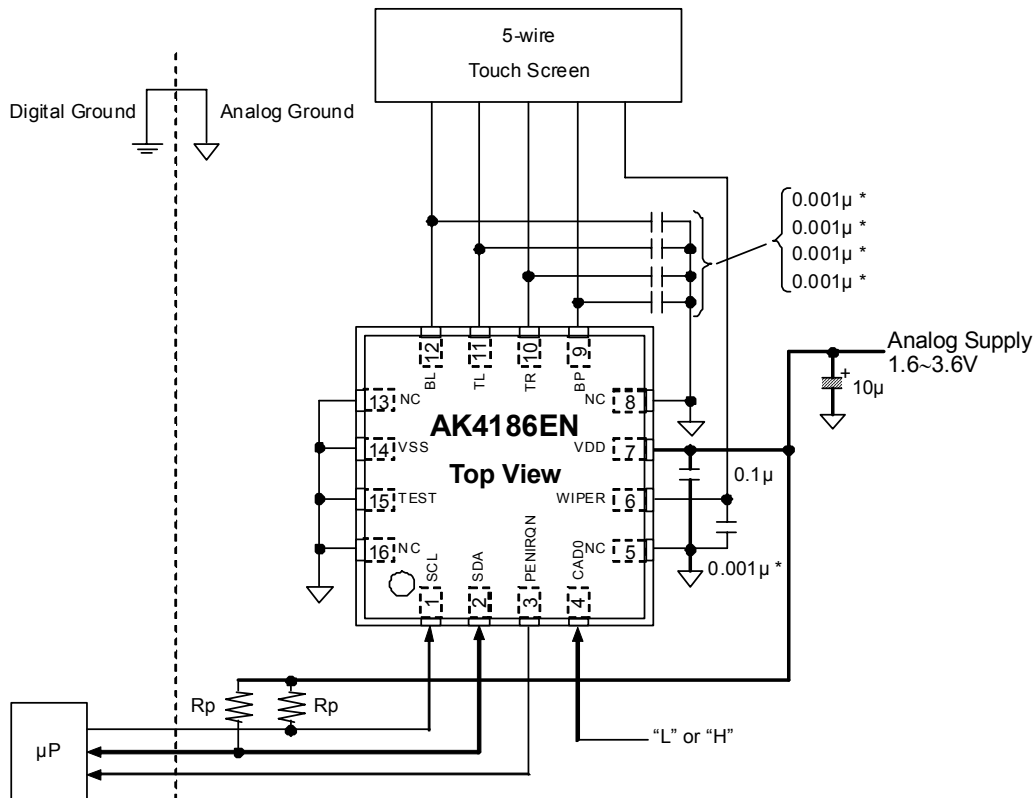 5-wire
Touch Screen
Digital Ground
Analog Ground
0.001µ *
0.001µ *
0.001µ *
0.001µ *
Analog Supply
1.6~3.6V
+
10µ
12
11
10
9
BL
TL
TR
BP
13
NC
NC
8
AK4186EN
14
VSS
VDD
7
Top View
0.1µ
15
TEST
WIPER
6
16
NC
NC
5
0.001µ *
SCL
SDA
PENIRQN
CAD0
1
2
3
4
Rp
Rp
"L" or "H"
µP